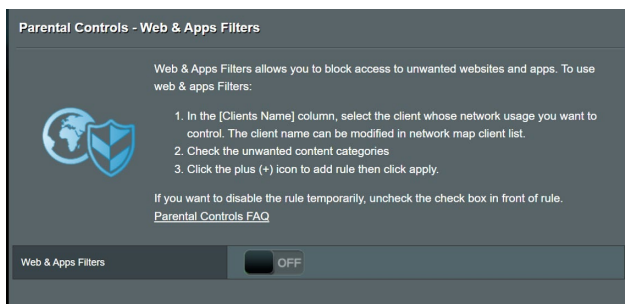 Parental Controls - Web & Apps Filters
Web & Apps Filters allows you to block access to unwanted websites and apps. To use
web & apps Filters:
1. In the [Clients Name] column, select the client whose network usage you want to
control. The client name can be modified in network map client list.
2. Check the unwanted content categories
3. Click the plus (+) icon to add rule then click apply.
If you want to disable the rule temporarily, uncheck the check box in front of rule.
Parental Controls FAQ
Web & Apps Filters
OFF